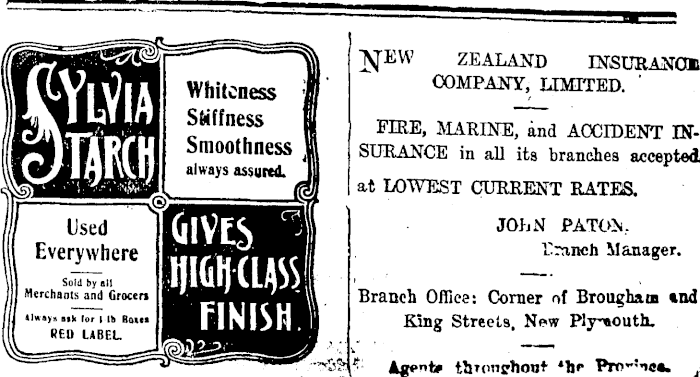 SYLVIA
STARCH
Whiteness
Stiffness
Smoothness
always assured.
Used
Everywhere
Sold by all
Merchants and Grocers
Always ask for 1 lb Boxes
RED LABEL.
GIVES
HIGH-CLASS
FINISH.
NEW ZEALAND INSURANCE
COMPANY, LIMITED.
FIRE, MARINE, and ACCIDENT IN-
SURANCE in all its branches accepted
at LOWEST CURRENT RATES.
JOHN PATON,
Branch Manager.
Branch Office: Corner of Brougham and
King Streets, New Plymouth.
Agents throughout the Province.